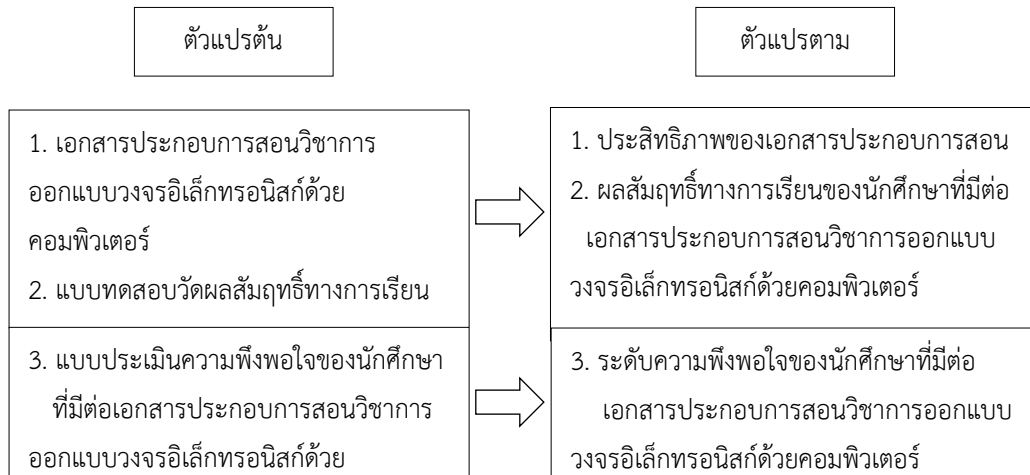 ตัวแปรต้น
ตัวแปรตาม
1. เอกสารประกอบการสอนวิชาการ
ออกแบบวงจรอิเล็กทรอนิสก์ด้วย
คอมพิวเตอร์
2. แบบทดสอบวัดผลสัมฤทธิ์ทางการเรียน
1. ประสิทธิภาพของเอกสารประกอบการสอน
2. ผลสัมฤทธิ์ทางการเรียนของนักศึกษาที่มีต่อ
เอกสารประกอบการสอนวิชาการออกแบบ
วงจรอิเล็กทรอนิสก์ด้วยคอมพิวเตอร์
3. แบบประเมินความพึงพอใจของนักศึกษา
ที่มีต่อเอกสารประกอบการสอนวิชาการ
ออกแบบวงจรอิเล็กทรอนิสก์ด้วย
3. ระดับความพึงพอใจของนักศึกษาที่มีต่อ
เอกสารประกอบการสอนวิชาการออกแบบ
วงจรอิเล็กทรอนิสก์ด้วยคอมพิวเตอร์